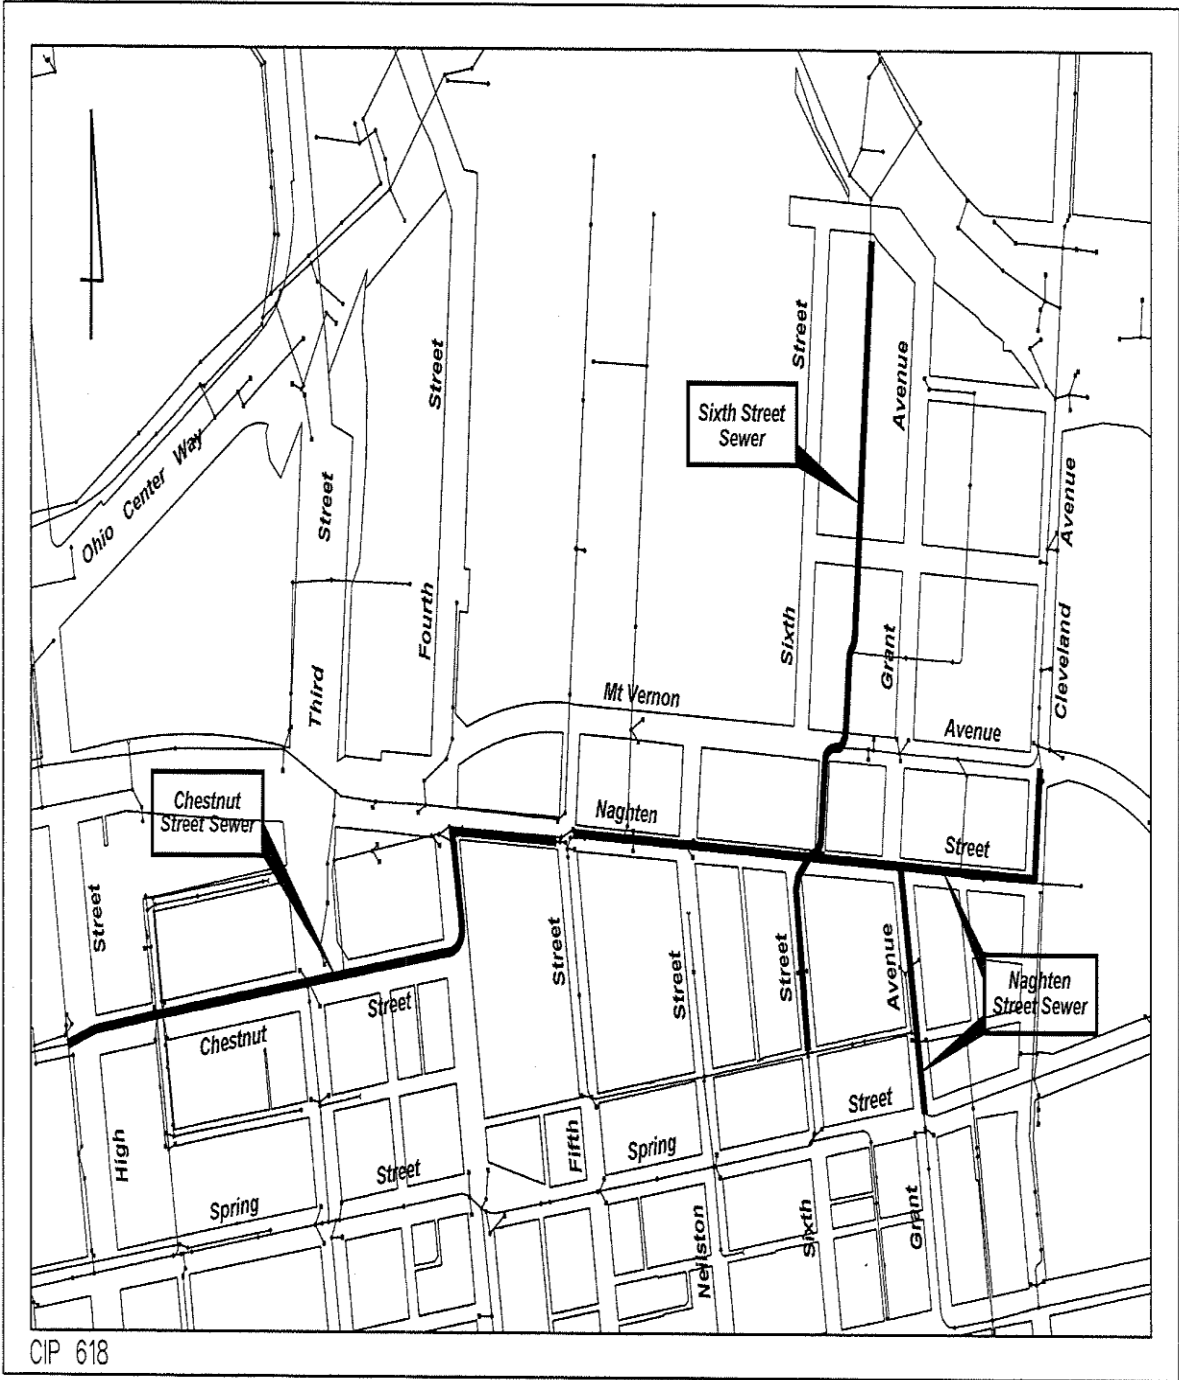 Street
Avenue
Street
Sixth Street
Sewer
Ohio Center Way
Street
Avenue
Fourth
Sixth
Grant
Cleveland
Third
Mt Vernon
Avenue
Chestnut
Street Sewer
Naghten
Street
Street
Street
Street
Street
Avenue
Naghten
Street Sewer
Street
Chestnut
Street
High
Fifth
Spring
Street
Spring
Neilston
Sixth
Grant
CIP 618